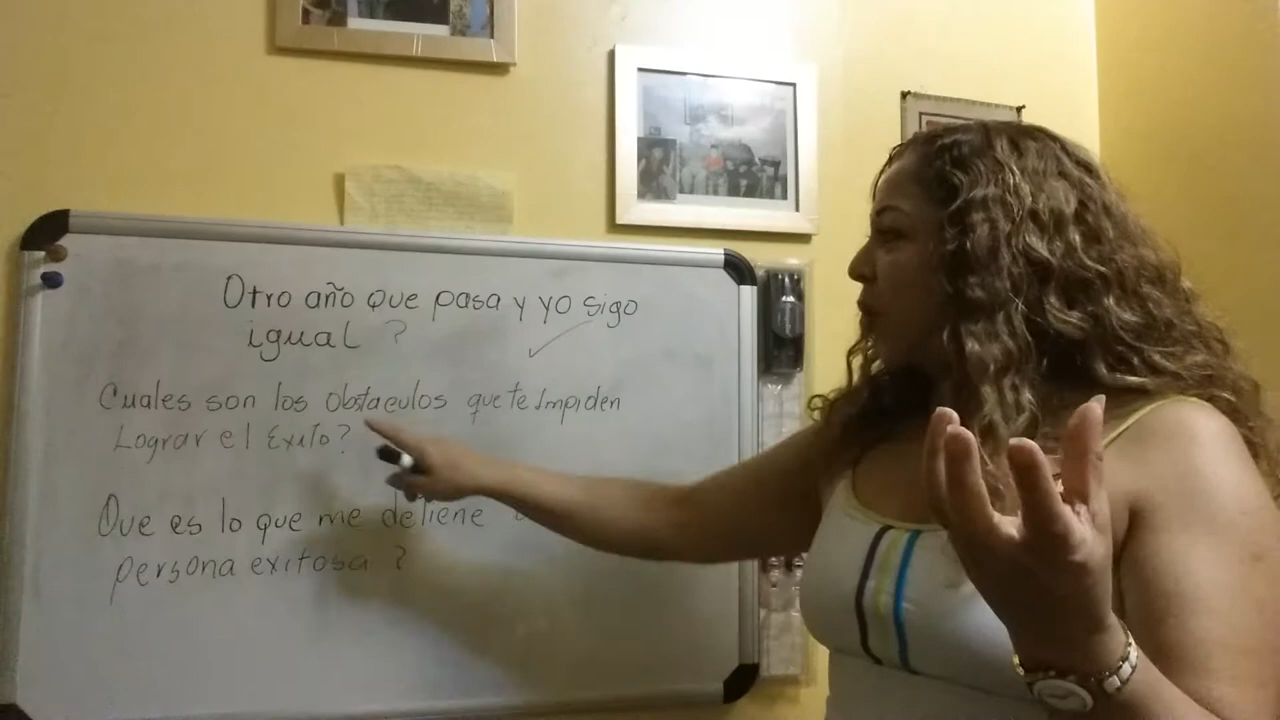 Otro año que pasa y yo sigo
igual ?
Cuales son los Obstaculos que te Impiden
Lograr el Exito?
Que es lo que me detiene
persona exitosa ?